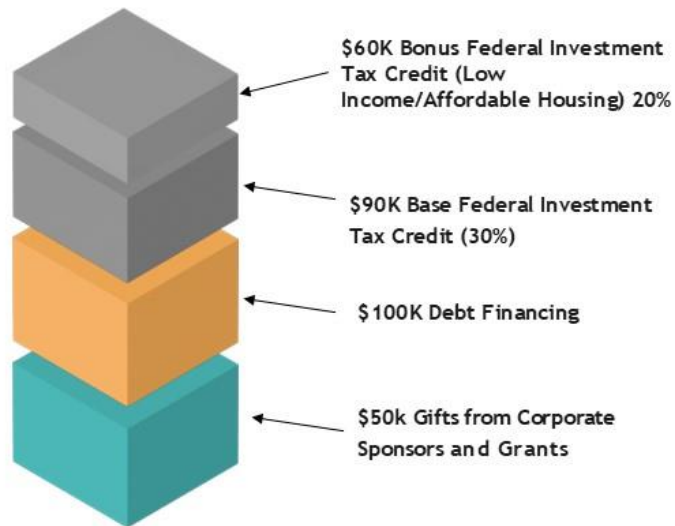 $60K Bonus Federal Investment
Tax Credit (Low
Income/Affordable Housing) 20%
$90K Base Federal Investment
Tax Credit (30%)
$100K Debt Financing
$50k Gifts from Corporate
Sponsors and Grants